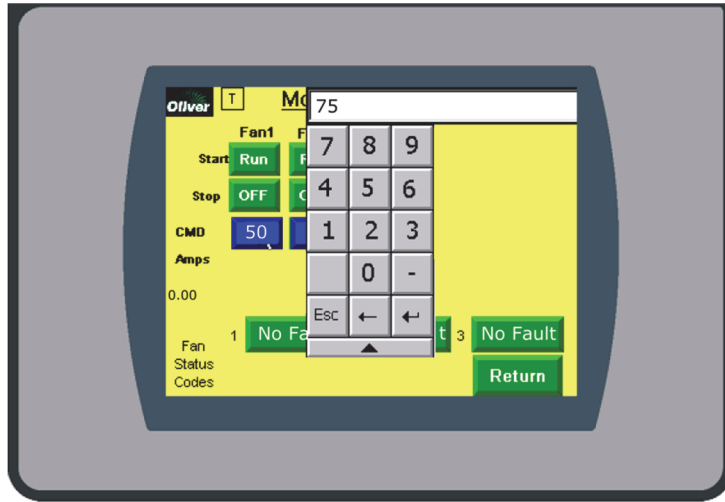 Oliver T
75
Fan1
Start Run
Stop OFF
CMD 50
Amps
0.00
7 8 9
4 5 6
1 2 3
0 -
Esc ← ↵
▲
1 No Fa t 3 No Fault
Fan
Status
Codes
Return